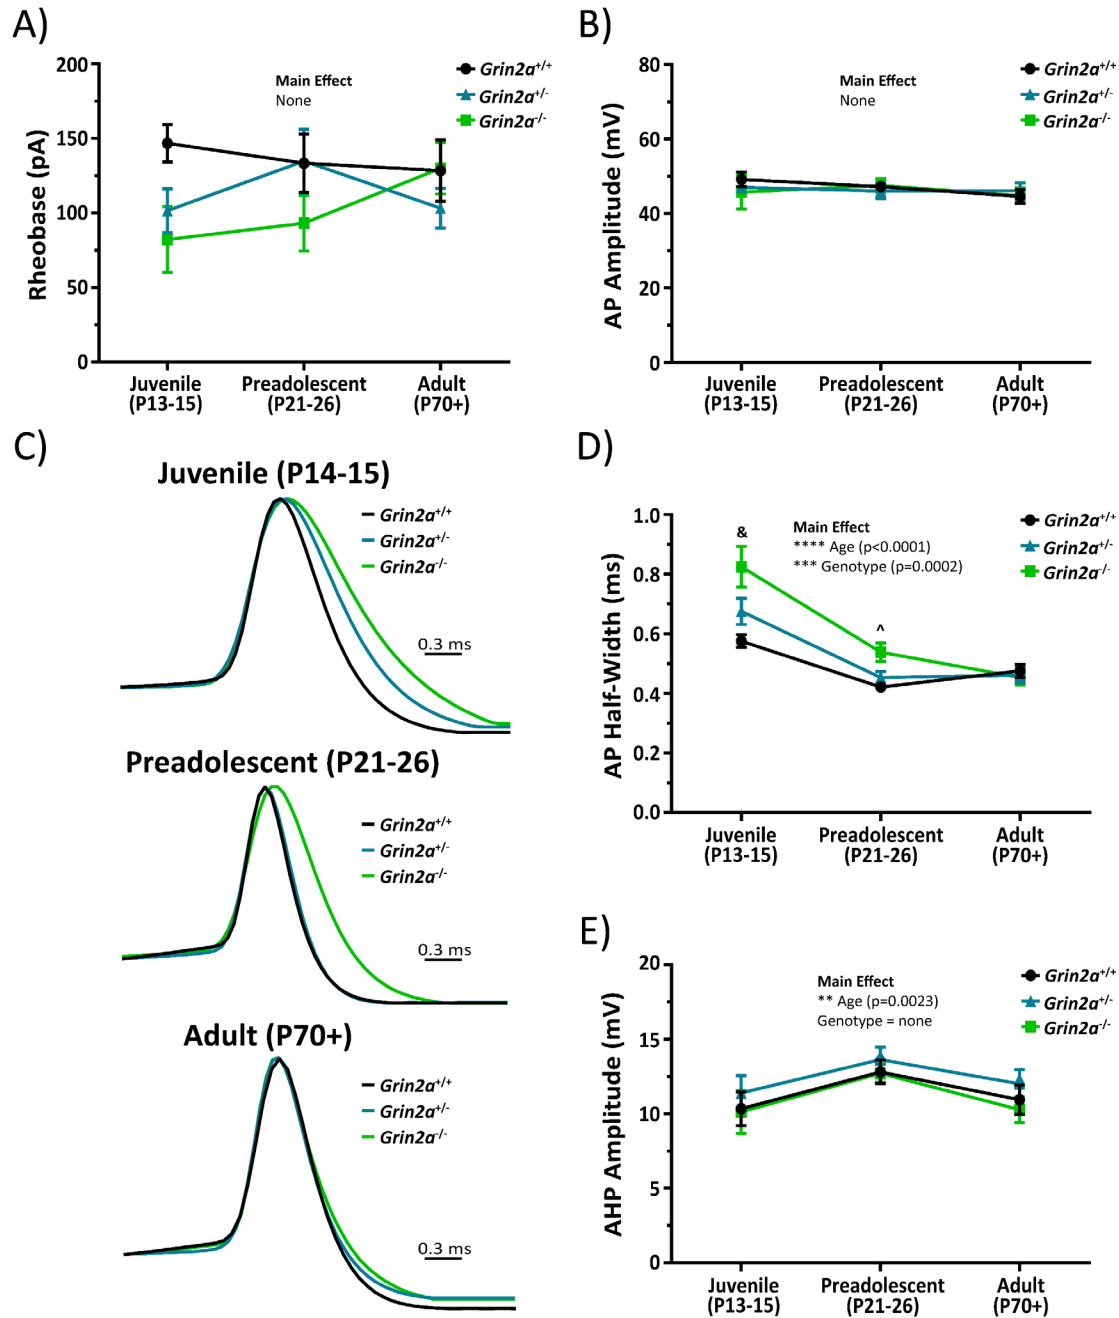 A)
Rheobase (pA)
200
150
100
50
0
Main Effect
None
Grin2a+/+
Grin2a+/-
Grin2a-/-
Juvenile
(P13-15)
Preadolescent
(P21-26)
Adult
(P70+)
B)
AP Amplitude (mV)
80
60
40
20
0
Main Effect
None
Grin2a+/+
Grin2a+/-
Grin2a-/-
Juvenile
(P13-15)
Preadolescent
(P21-26)
Adult
(P70+)
C)
Juvenile (P14-15)
Grin2a+/+
Grin2a+/-
Grin2a-/-
0.3 ms
Preadolescent (P21-26)
Grin2a+/+
Grin2a+/-
Grin2a-/-
0.3 ms
Adult (P70+)
Grin2a+/+
Grin2a+/-
Grin2a-/-
0.3 ms
D)
AP Half-Width (ms)
1.0
0.8
0.6
0.4
0.2
0.0
&
^
Main Effect
**** Age (p<0.0001)
*** Genotype (p=0.0002)
Grin2a+/+
Grin2a+/-
Grin2a-/-
Juvenile
(P13-15)
Preadolescent
(P21-26)
Adult
(P70+)
E)
AHP Amplitude (mV)
20
15
10
5
0
Main Effect
** Age (p=0.0023)
Genotype = none
Grin2a+/+
Grin2a+/-
Grin2a-/-
Juvenile
(P13-15)
Preadolescent
(P21-26)
Adult
(P70+)